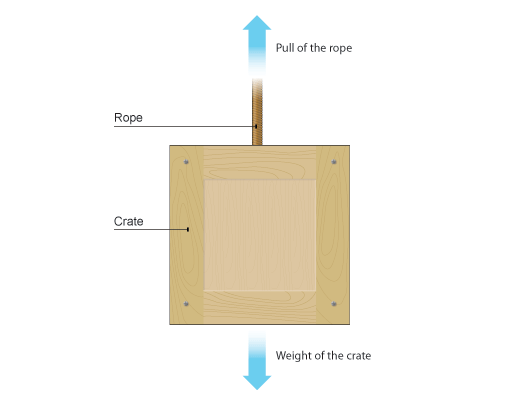 Pull of the rope
Rope
Crate
Weight of the crate